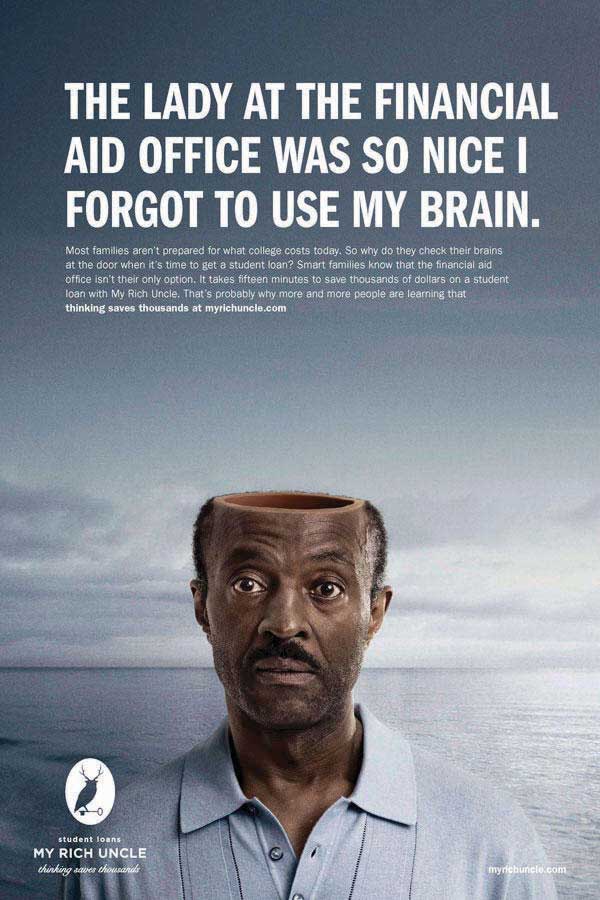 THE LADY AT THE FINANCIAL
AID OFFICE WAS SO NICE I
FORGOT TO USE MY BRAIN.
Most families aren't prepared for what college costs today. So why do they check their brains
at the door when it's time to get a student loan? Smart families know that the financial aid
office isn't their only option. It takes fifteen minutes to save thousands of dollars on a student
loan with My Rich Uncle. That's probably why more and more people are learning that
thinking saves thousands at myrichuncle.com
student loans
MY RICH UNCLE
thinking saves thousands
myrichuncle.com